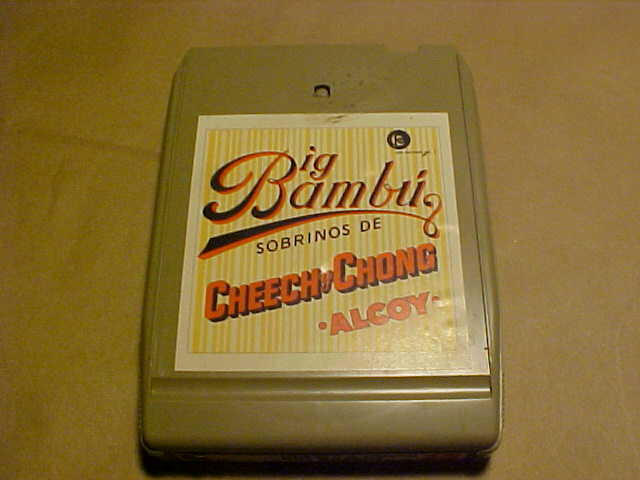 Big
Bambú
SOBRINOS DE
CHEECH Y CHONG
• ALCOY •